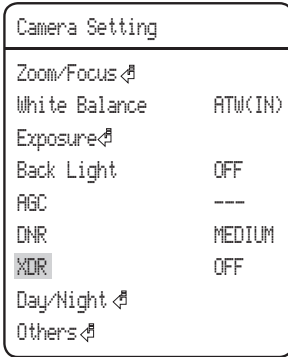 Camera Setting
Zoom/Focus
White Balance ATW(IN)
Exposure
Back Light OFF
AGC ---
DNR MEDIUM
XDR OFF
Day/Night
Others